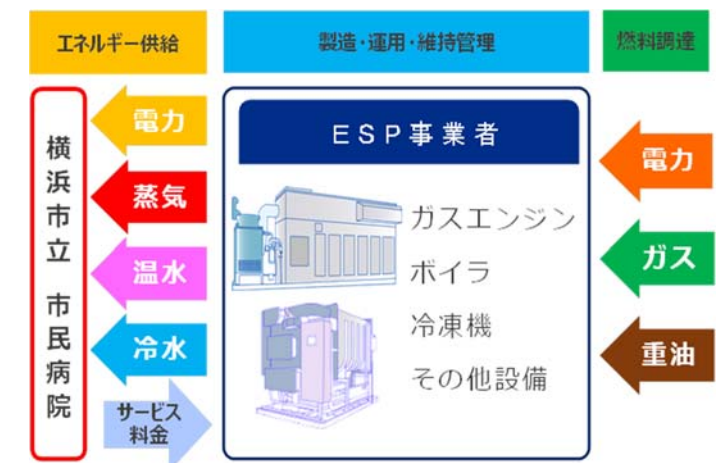 エネルギー供給
製造・運用・維持管理
燃料調達
横浜市立 市民病院
電力
蒸気
温水
冷水
サービス
料金
ESP事業者
ガスエンジン
ボイラ
冷凍機
その他設備
電力
ガス
重油